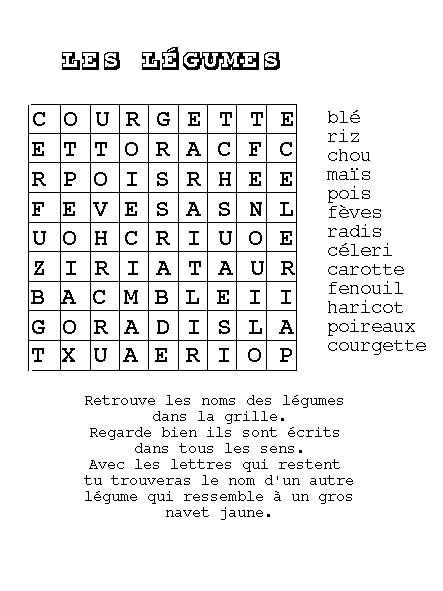 LES LÉGUMES
C O U R G E T T E
E T T O R A C F C
R P O I S R H E E
F E V E S A S N L
U O H C R I U O E
Z I R I A T A U R
B A C M B L E I I
G O R A D I S L A
T X U A E R I O P
blé
riz
chou
maïs
pois
fèves
radis
céleri
carotte
fenouil
haricot
poireaux
courgette
Retrouve les noms des légumes
dans la grille.
Regarde bien ils sont écrits
dans tous les sens.
Avec les lettres qui restent
tu trouveras le nom d'un autre
légume qui ressemble à un gros
navet jaune.